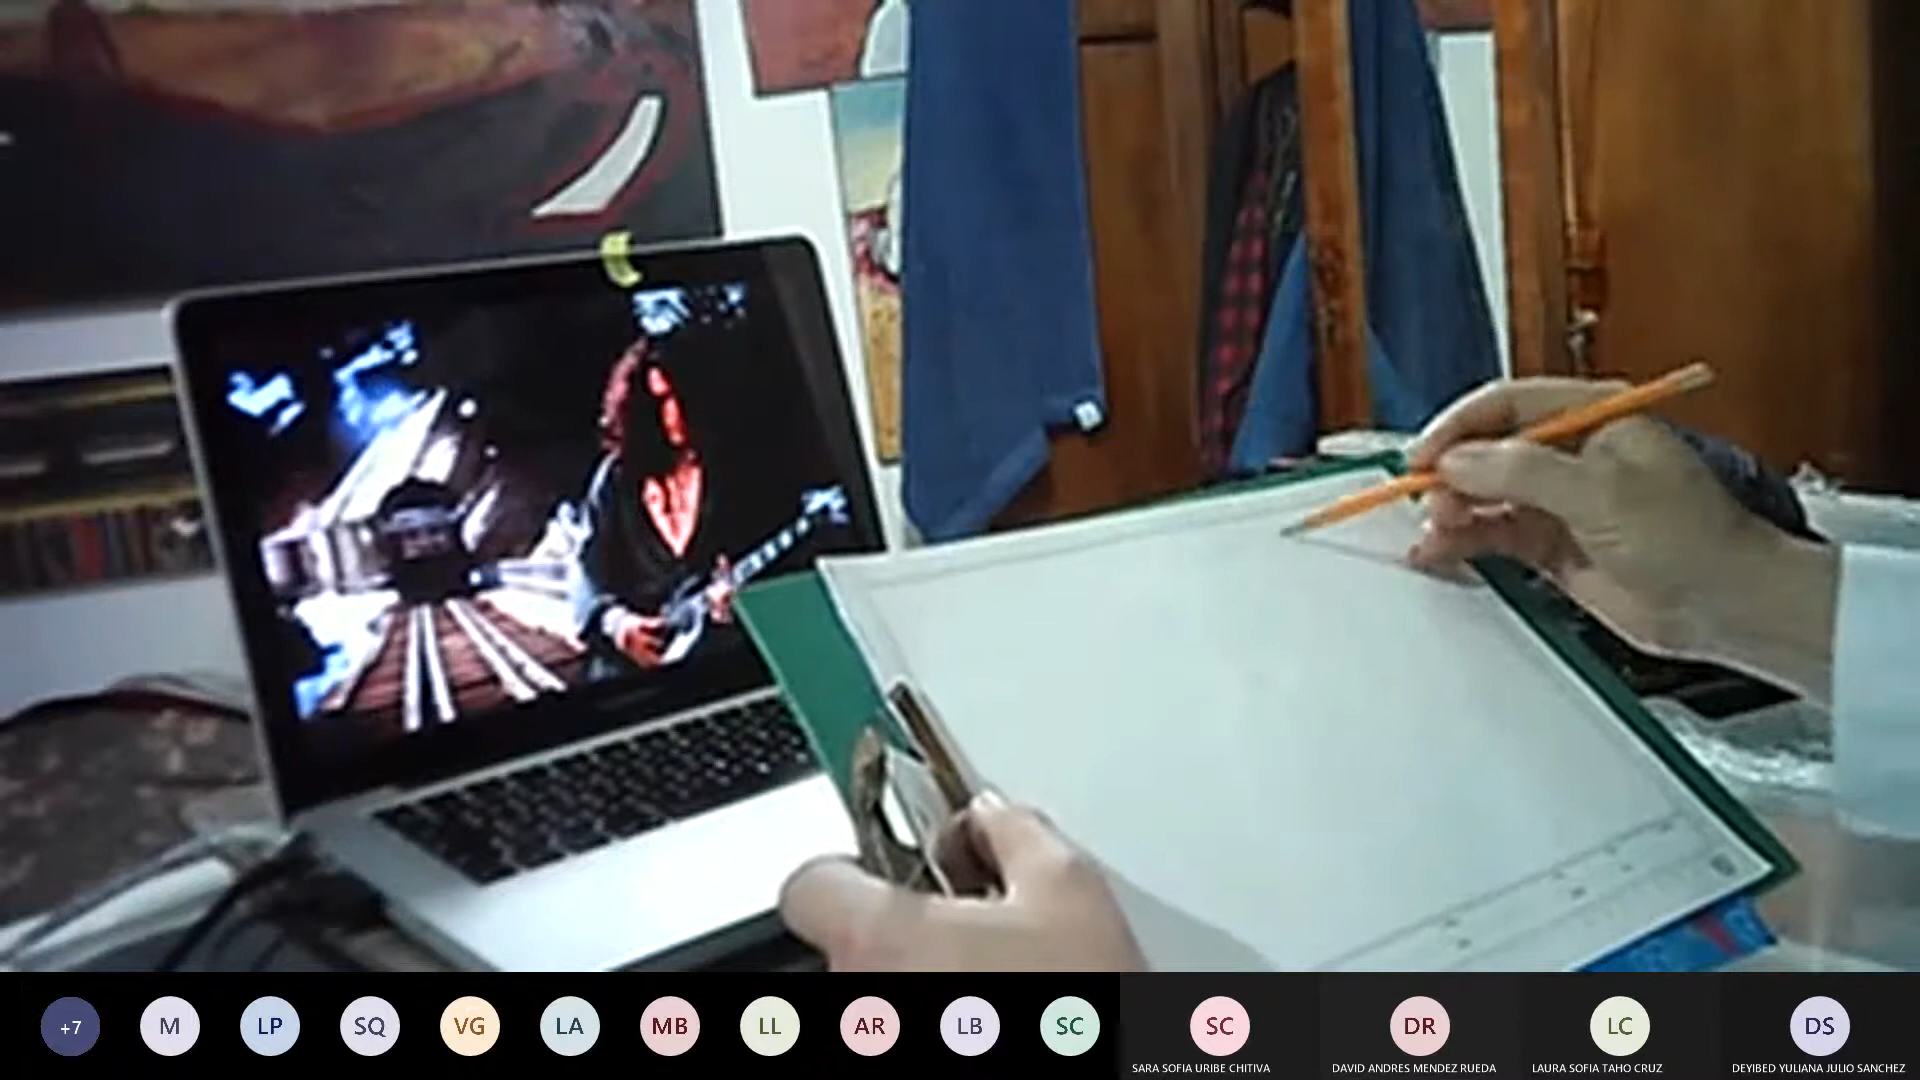 +7
M
LP
SQ
VG
LA
MB
LL
AR
LB
SC
SC
DR
LC
DS
SARA SOFIA URIBE CHITIVA
DAVID ANDRES MENDEZ RUEDA
LAURA SOFIA TAHO CRUZ
DEYIBED YULIANA JULIO SANCHEZ